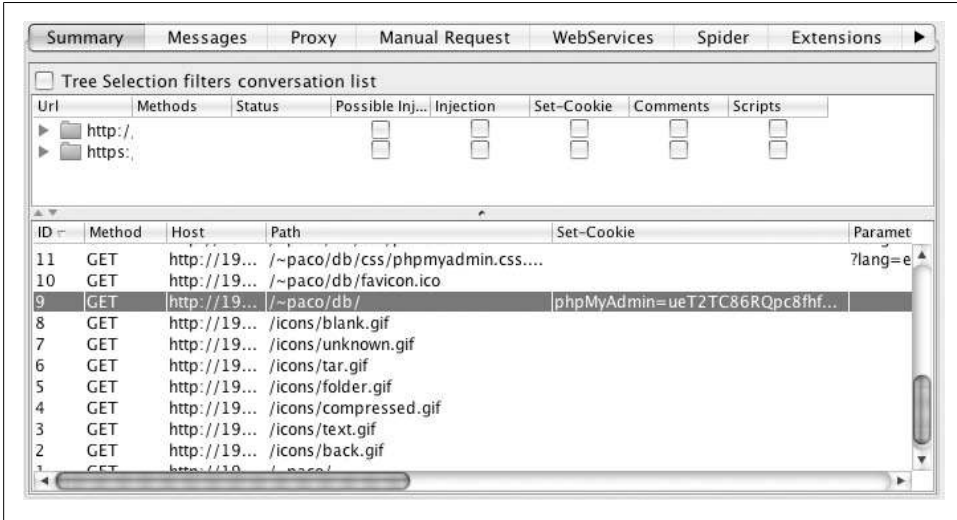 Summary Messages Proxy Manual Request WebServices Spider Extensions
Tree Selection filters conversation list
Url Methods Status Possible Inj... Injection Set-Cookie Comments Scripts
http:/
https:
ID Method Host Path Set-Cookie Paramet
11 GET http://19... /~paco/db/css/phpmyadmin.css.... ?lang=e
10 GET http://19... /~paco/db/favicon.ico
9 GET http://19... /~paco/db/ phpMyAdmin=ueT2TC86RQpc8fhf...
8 GET http://19... /icons/blank.gif
7 GET http://19... /icons/unknown.gif
6 GET http://19... /icons/tar.gif
5 GET http://19... /icons/folder.gif
4 GET http://19... /icons/compressed.gif
3 GET http://19... /icons/text.gif
2 GET http://19... /icons/back.gif